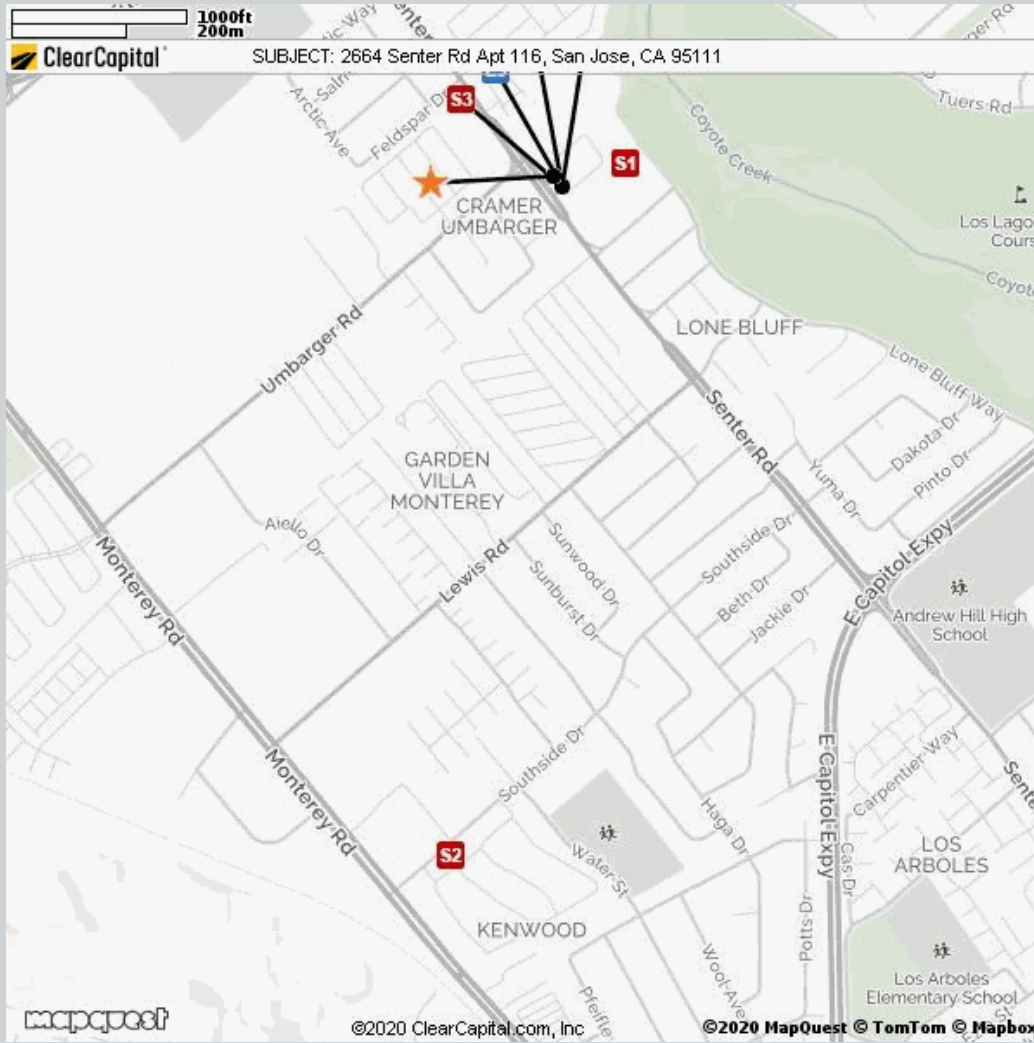 1000ft
200m
ClearCapital
SUBJECT: 2664 Senter Rd Apt 116, San Jose, CA 95111
Arctic Ave
Feldspar Dr
S3
S1
Tuers Rd
Coyote Creek
CRAMER
UMBARGER
Los Lago
Cours
Coyote
Umbarger Rd
LONE BLUFF
Lone Bluff Way
Senter Rd
Dakota Dr
Pinto Dr
Yuma Dr
GARDEN
VILLA
MONTEREY
Aiello Dr
Lewis Rd
Sunwood Dr
Sunburst Dr
Southside Dr
Beth Dr
Jackie Dr
E Capitol Expy
Andrew Hill High
School
Monterey Rd
Monterey Rd
Southside Dr
E Capitol Expy
Carpentier Way
Sente
Haga Dr
Cas Dr
LOS
ARBOLES
S2
Water St
KENWOOD
Potts Dr
Wool Ave
Pfeiffe
Los Arboles
Elementary School
mapquest
©2020 ClearCapital.com, Inc
©2020 MapQuest © TomTom © Mapbox